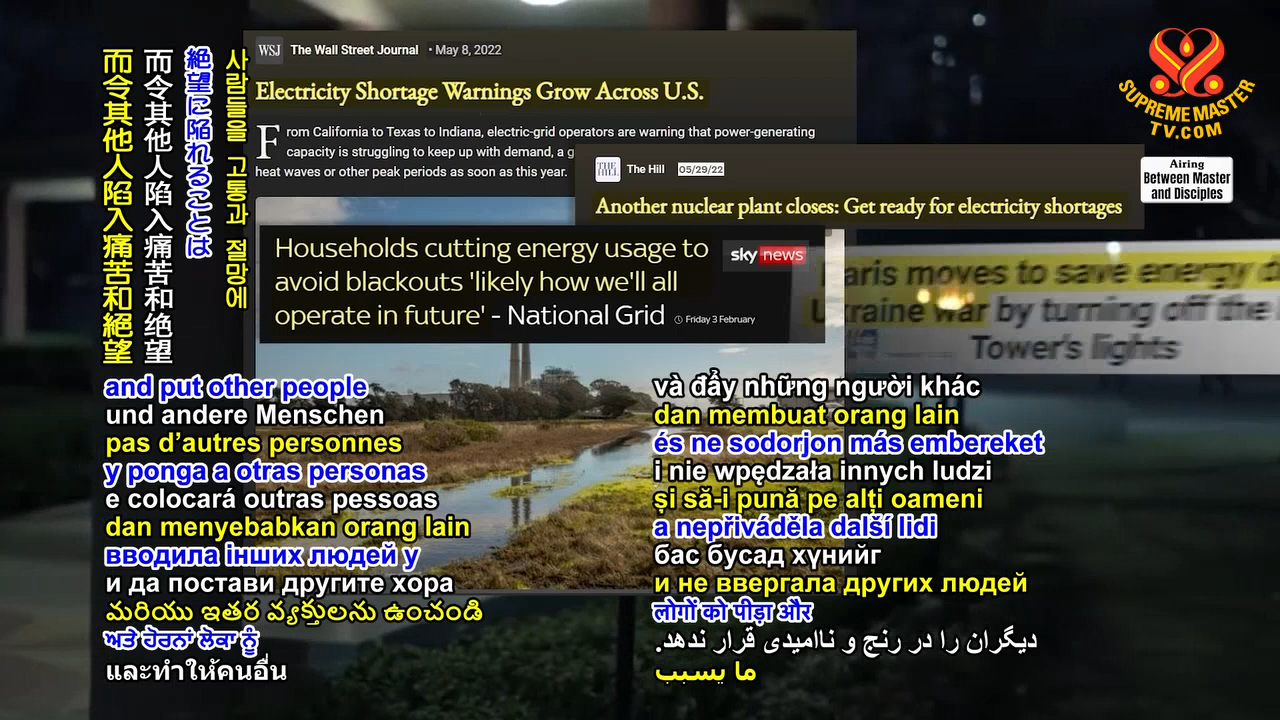 WSJ The Wall Street Journal • May 8, 2022
Electricity Shortage Warnings Grow Across U.S.
From California to Texas to Indiana, electric-grid operators are warning that power-generating
capacity is struggling to keep up with demand, a g
heat waves or other peak periods as soon as this year.
THE HILL The Hill 05/29/22
Another nuclear plant closes: Get ready for electricity shortages
Households cutting energy usage to
avoid blackouts 'likely how we'll all
operate in future' - National Grid Friday 3 February
sky news
aris moves to save energy d
Ukraine war by turning off the
Tower's lights
SUPREME MASTER
TV.COM
Airing
Between Master
and Disciples
而令其他人陷入痛苦和絕望
而令其他人陷入痛苦和绝望
絶望に陥れることは
사람들을 고통과 절망에
and put other people
und andere Menschen
pas d’autres personnes
y ponga a otras personas
e colocará outras pessoas
dan menyebabkan orang lain
вводила інших людей у
и да постави другите хора
మరియు ఇతర వ్యక్తులను ఉంచండి
ਅਤੇ ਹੋਰਨਾਂ ਲੋਕਾਂ ਨੂੰ
และทำให้คนอื่น
và đẩy những người khác
dan membuat orang lain
és ne sodorjon más embereket
i nie wpędzała innych ludzi
și să-i pună pe alți oameni
a nepřiváděla další lidi
бас бусад хүнийг
и не ввергала других людей
लोगों को पीड़ा और
دیگران را در رنج و ناامیدی قرار ندهد.
ما يسبب